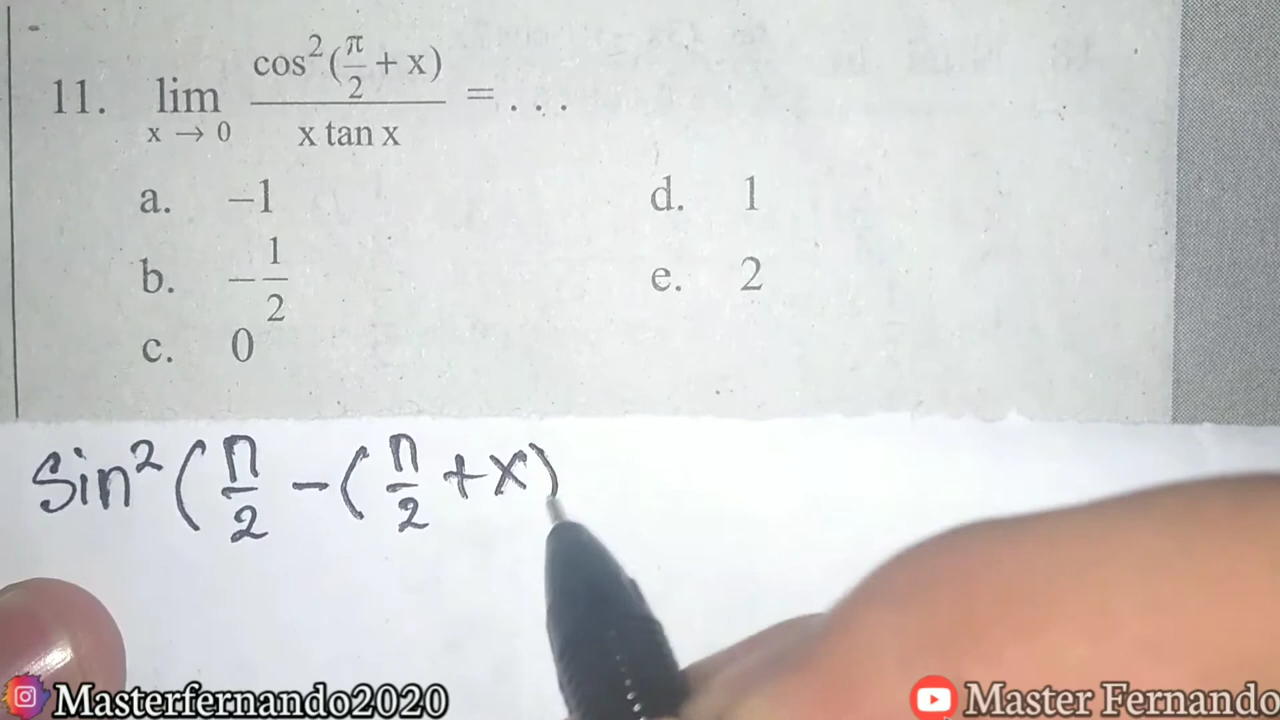 11. lim x → 0 cos²(π/2 + x) / x tan x = . . .
a. –1
b. –1/2
c. 0
d. 1
e. 2
Sin² (π/2 – (π/2 + x)
Masterfernando2020
Master Fernando